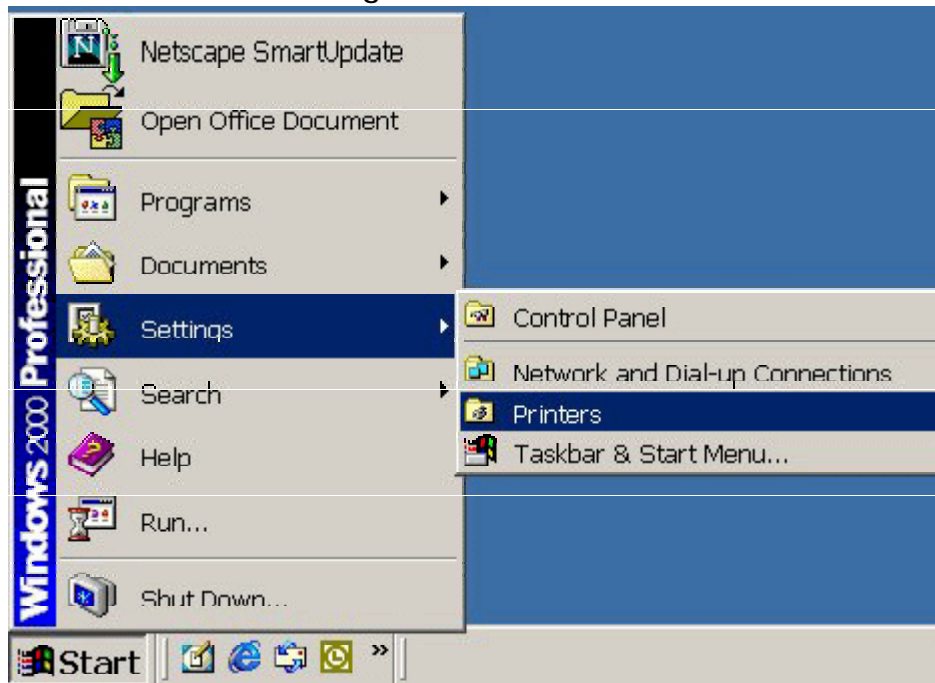 Netscape SmartUpdate
Open Office Document
Programs
Documents
Settings
Search
Help
Run...
Shut Down...
Control Panel
Network and Dial-up Connections
Printers
Taskbar & Start Menu...
Windows 2000 Professional
Start »